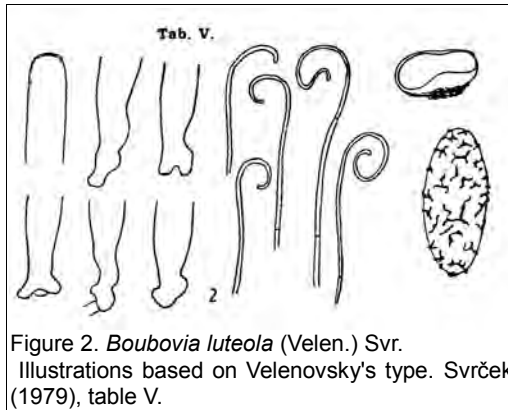 Tab. V.
2
Figure 2. Boubovia luteola (Velen.) Svr.
Illustrations based on Velenovsky's type. Svrček
(1979), table V.